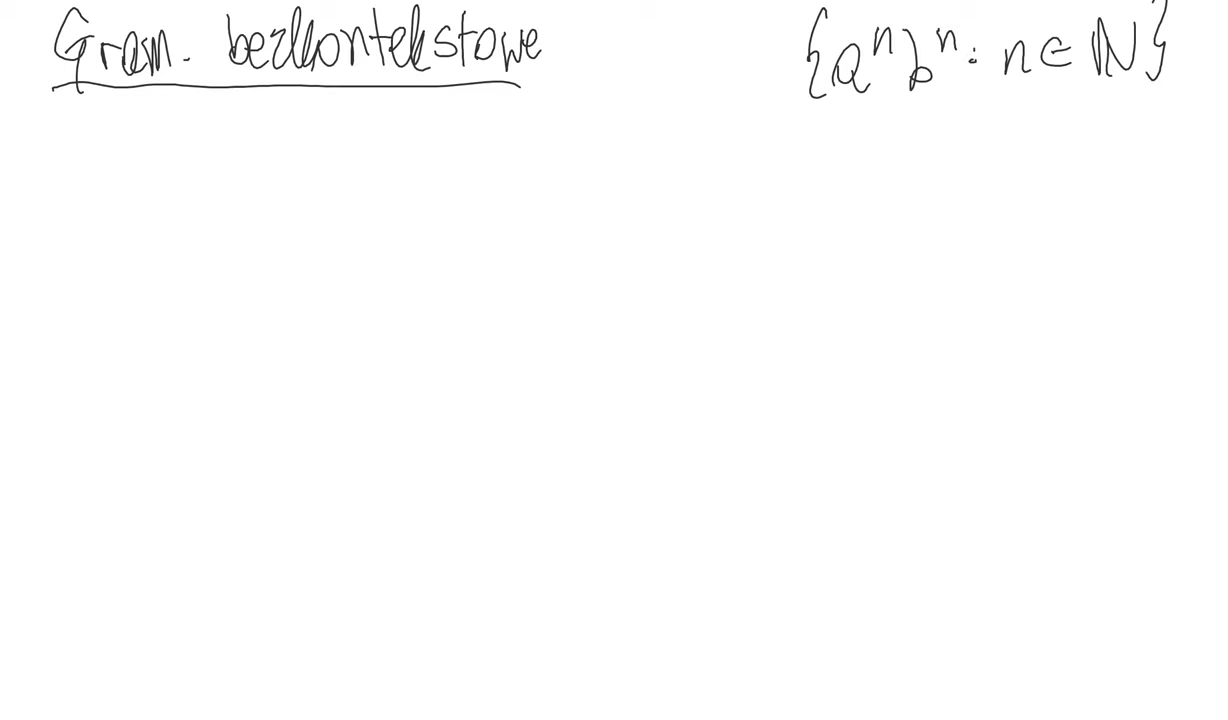 Gram. bezkontekstowe
{aⁿbⁿ: n ∈ ℕ}